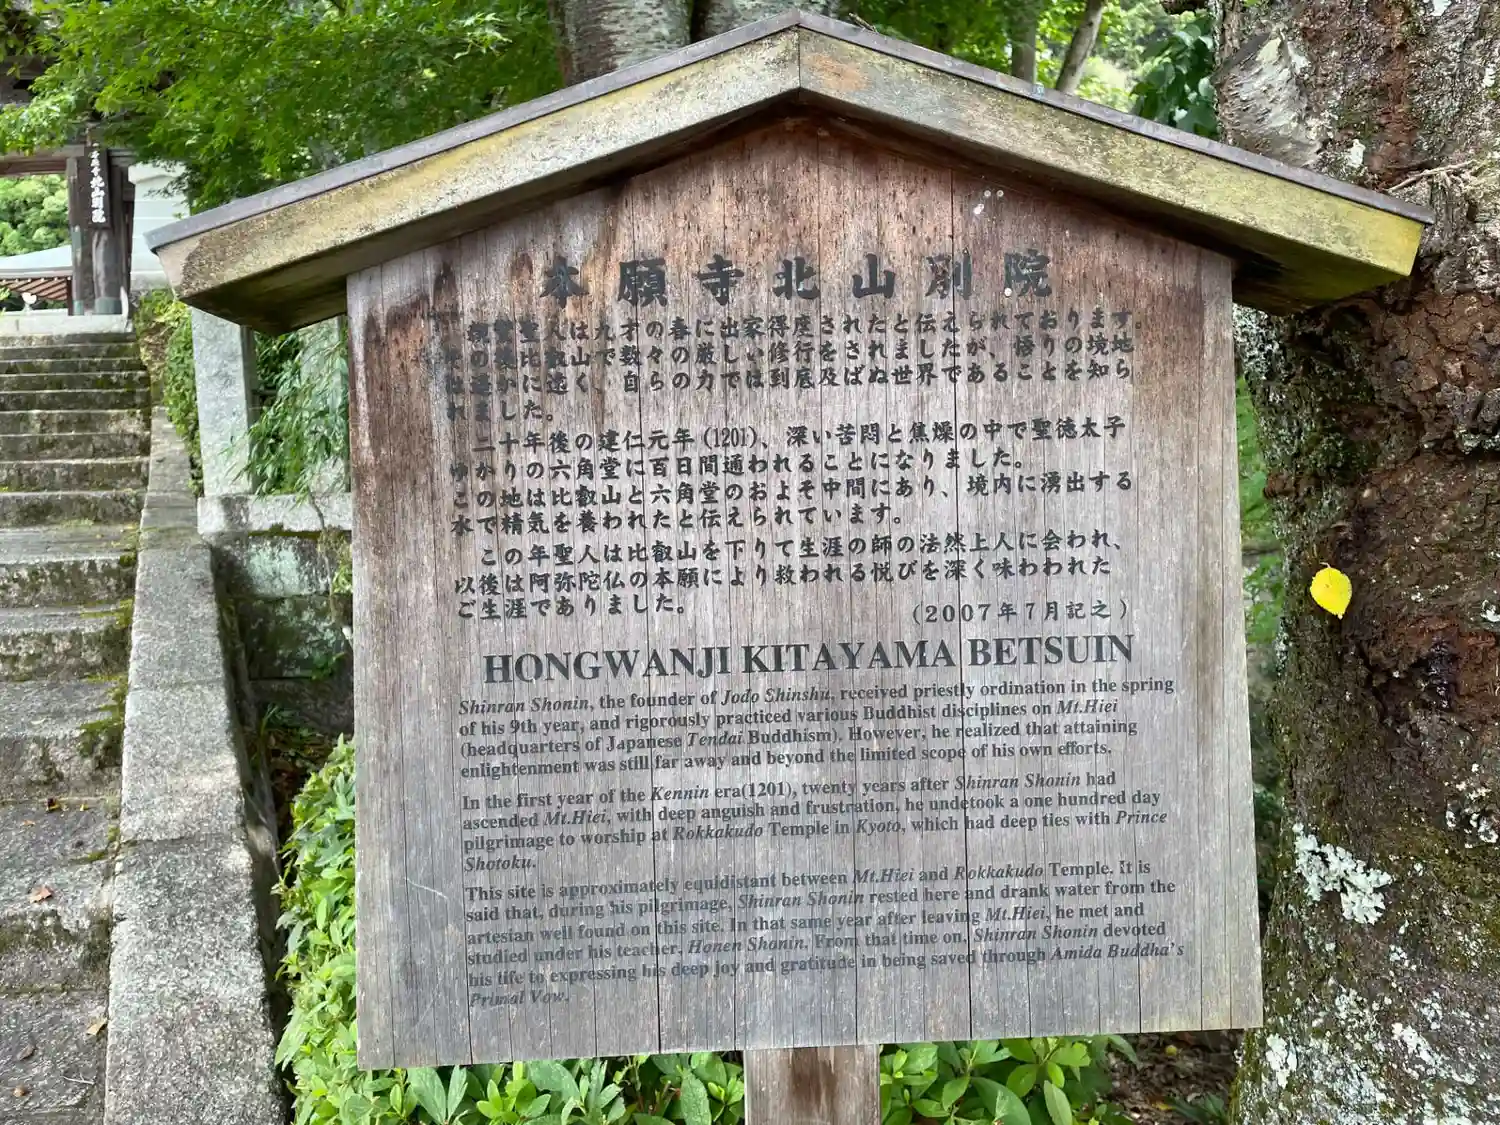 本願寺北山別院
親鸞聖人は九才の春に出家得度されたと伝えられております。
その後比叡山で数々の厳しい修行をされましたが、悟りの境地
は遥かに遠く、自らの力では到底及ばぬ世界であることを知ら
れました。
二十年後の建仁元年(1201)、深い苦悶と焦燥の中で聖徳太子
ゆかりの六角堂に百日間通われることになりました。
この地は比叡山と六角堂のおよそ中間にあり、境内に湧出する
水で精気を養われたと伝えられています。
この年聖人は比叡山を下りて生涯の師の法然上人に会われ、
以後は阿弥陀仏の本願により救われる悦びを深く味わわれた
ご生涯でありました。
(2007年7月記之)
HONGWANJI KITAYAMA BETSUIN
Shinran Shonin, the founder of Jodo Shinshu, received priestly ordination in the spring
of his 9th year, and rigorously practiced various Buddhist disciplines on Mt.Hiei
(headquarters of Japanese Tendai Buddhism). However, he realized that attaining
enlightenment was still far away and beyond the limited scope of his own efforts.
In the first year of the Kennin era(1201), twenty years after Shinran Shonin had
ascended Mt.Hiei, with deep anguish and frustration, he undetook a one hundred day
pilgrimage to worship at Rokkakudo Temple in Kyoto, which had deep ties with Prince
Shotoku.
This site is approximately equidistant between Mt.Hiei and Rokkakudo Temple. It is
said that, during his pilgrimage, Shinran Shonin rested here and drank water from the
artesian well found on this site. In that same year after leaving Mt.Hiei, he met and
studied under his teacher, Honen Shonin. From that time on, Shinran Shonin devoted
his life to expressing his deep joy and gratitude in being saved through Amida Buddha's
Primal Vow.